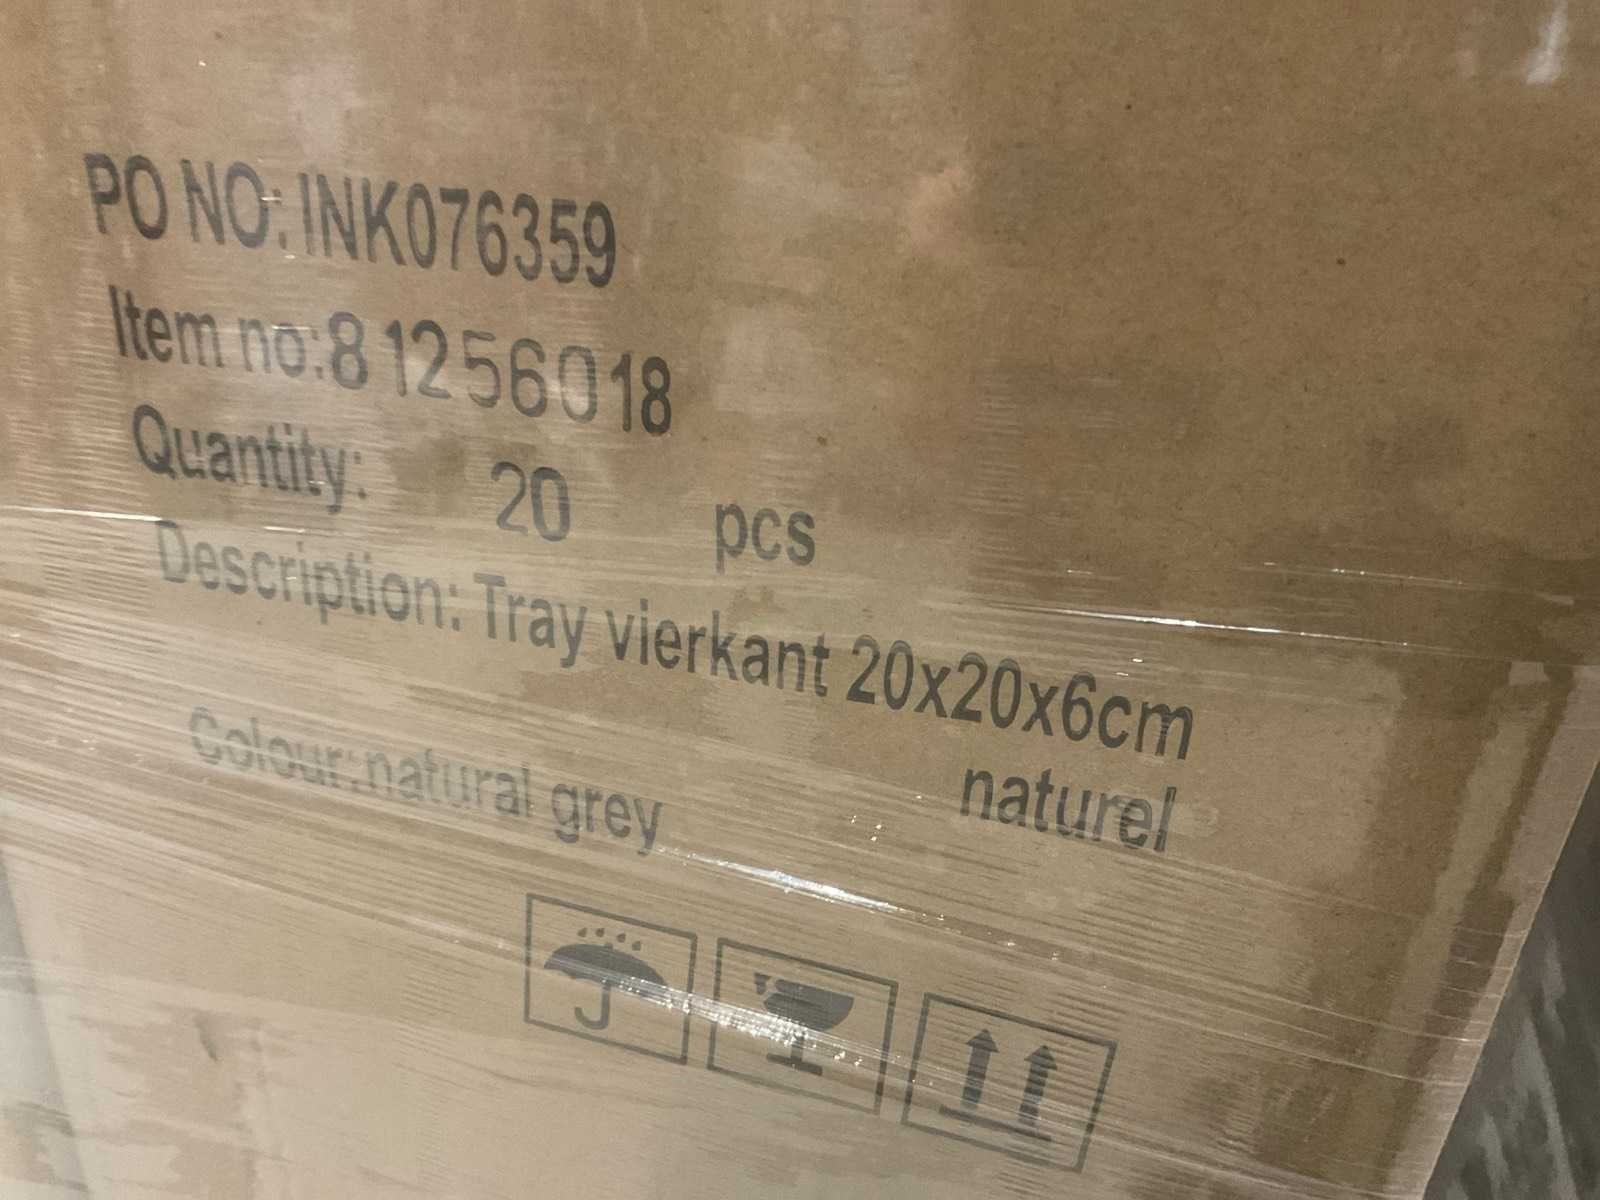 PO NO: INK076359
Item no:81256018
Quantity: 20 pcs
Description: Tray vierkant 20x20x6cm
naturel
Colour:natural grey